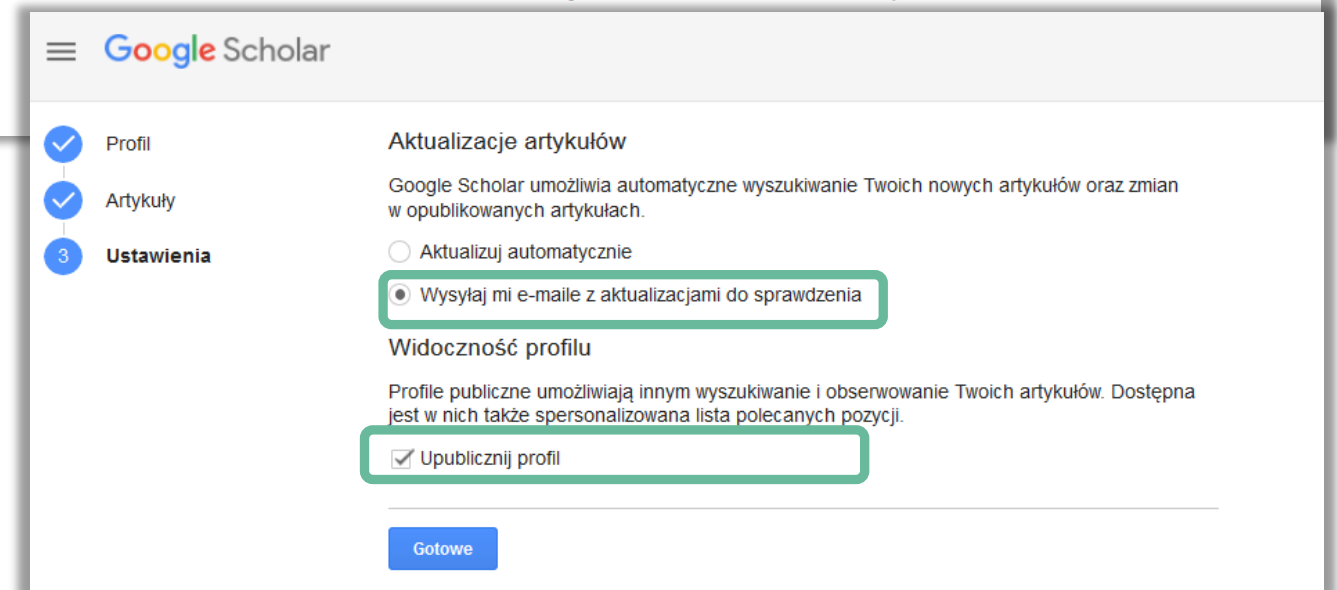 Google Scholar
Profil
Artykuły
3 Ustawienia
Aktualizacje artykułów
Google Scholar umożliwia automatyczne wyszukiwanie Twoich nowych artykułów oraz zmian
w opublikowanych artykułach.
Aktualizuj automatycznie
Wysyłaj mi e-maile z aktualizacjami do sprawdzenia
Widoczność profilu
Profile publiczne umożliwiają innym wyszukiwanie i obserwowanie Twoich artykułów. Dostępna
jest w nich także spersonalizowana lista polecanych pozycji.
Upublicznij profil
Gotowe